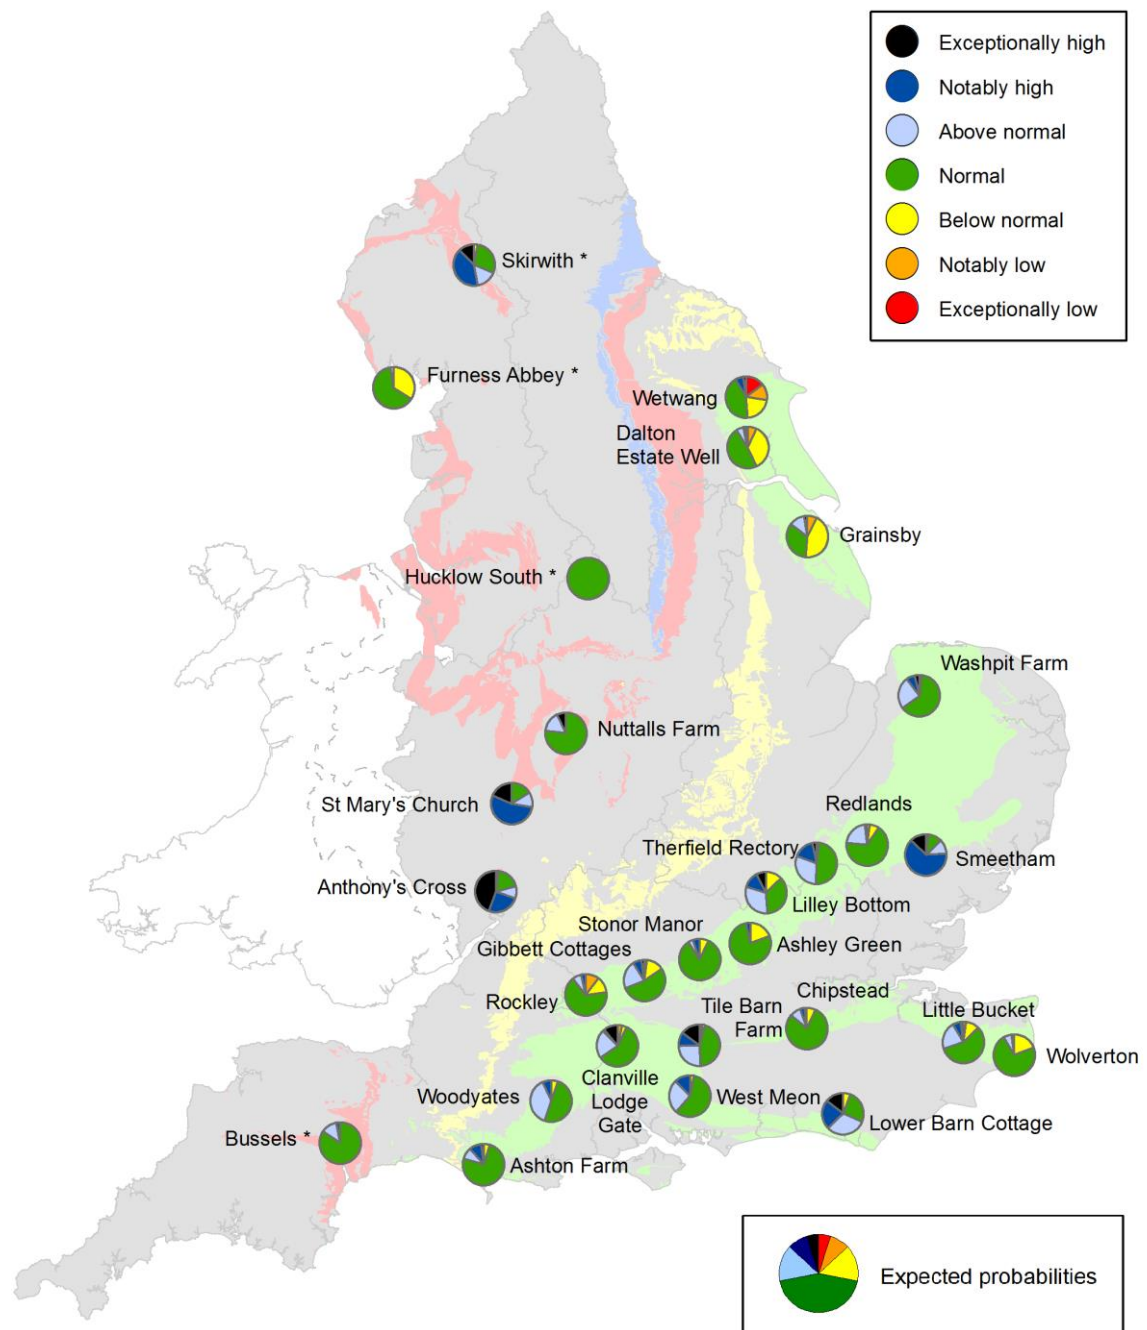 Exceptionally high
Notably high
Above normal
Normal
Below normal
Notably low
Exceptionally low
Skirwith *
Furness Abbey *
Wetwang
Dalton
Estate Well
Grainsby
Hucklow South *
Washpit Farm
Nuttalls Farm
St Mary's Church
Redlands
Therfield Rectory
Smeetham
Anthony's Cross
Lilley Bottom
Stonor Manor
Ashley Green
Gibbett Cottages
Rockley
Chipstead
Tile Barn
Farm
Little Bucket
Wolverton
Clanville
Lodge
Gate
Woodyates
West Meon
Lower Barn Cottage
Bussels *
Ashton Farm
Expected probabilities